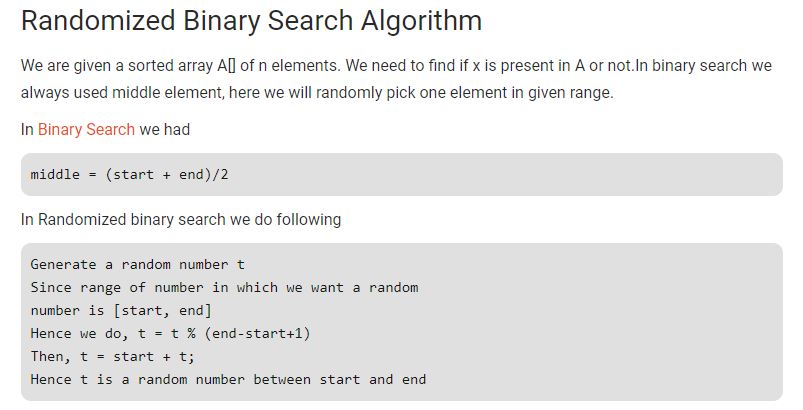 Randomized Binary Search Algorithm
We are given a sorted array A[] of n elements. We need to find if x is present in A or not.In binary search we
always used middle element, here we will randomly pick one element in given range.
In Binary Search we had
middle = (start + end)/2
In Randomized binary search we do following
Generate a random number t
Since range of number in which we want a random
number is [start, end]
Hence we do, t = t % (end-start+1)
Then, t = start + t;
Hence t is a random number between start and end